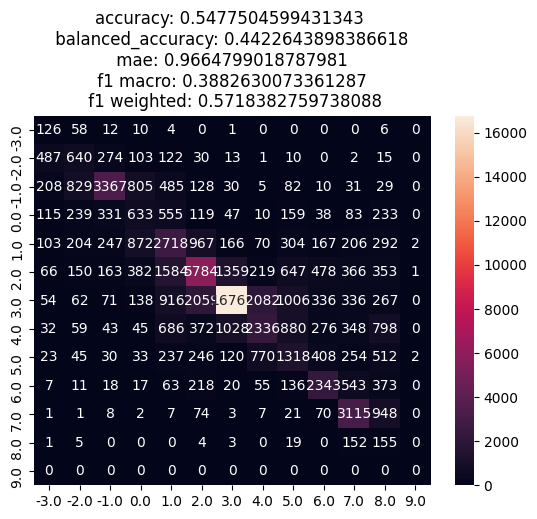 accuracy: 0.5477504599431343
balanced_accuracy: 0.4422643898386618
mae: 0.9664799018787981
f1 macro: 0.3882630073361287
f1 weighted: 0.5718382759738088
-3.0 126 58 12 10 4 0 1 0 0 0 0 6 0
-2.0 487 640 274 103 122 30 13 1 10 0 2 15 0
-1.0 208 829 3367 805 485 128 30 5 82 10 31 29 0
0.0 115 239 331 633 555 119 47 10 159 38 83 233 0
1.0 103 204 247 872 2718 967 166 70 304 167 206 292 2
2.0 66 150 163 382 1584 5784 1359 219 647 478 366 353 1
3.0 54 62 71 138 916 2059 2082 1006 336 336 267 0
4.0 32 59 43 45 686 372 1028 2336 880 276 348 798 0
5.0 23 45 30 33 237 246 120 770 1318 408 254 512 2
6.0 7 11 18 17 63 218 20 55 136 2343 543 373 0
7.0 1 1 8 2 7 74 3 7 21 70 3115 948 0
8.0 1 5 0 0 0 4 3 0 19 0 152 155 0
9.0 0 0 0 0 0 0 0 0 0 0 0 0 0
-3.0 -2.0 -1.0 0.0 1.0 2.0 3.0 4.0 5.0 6.0 7.0 8.0 9.0
16000
14000
12000
10000
8000
6000
4000
2000
0